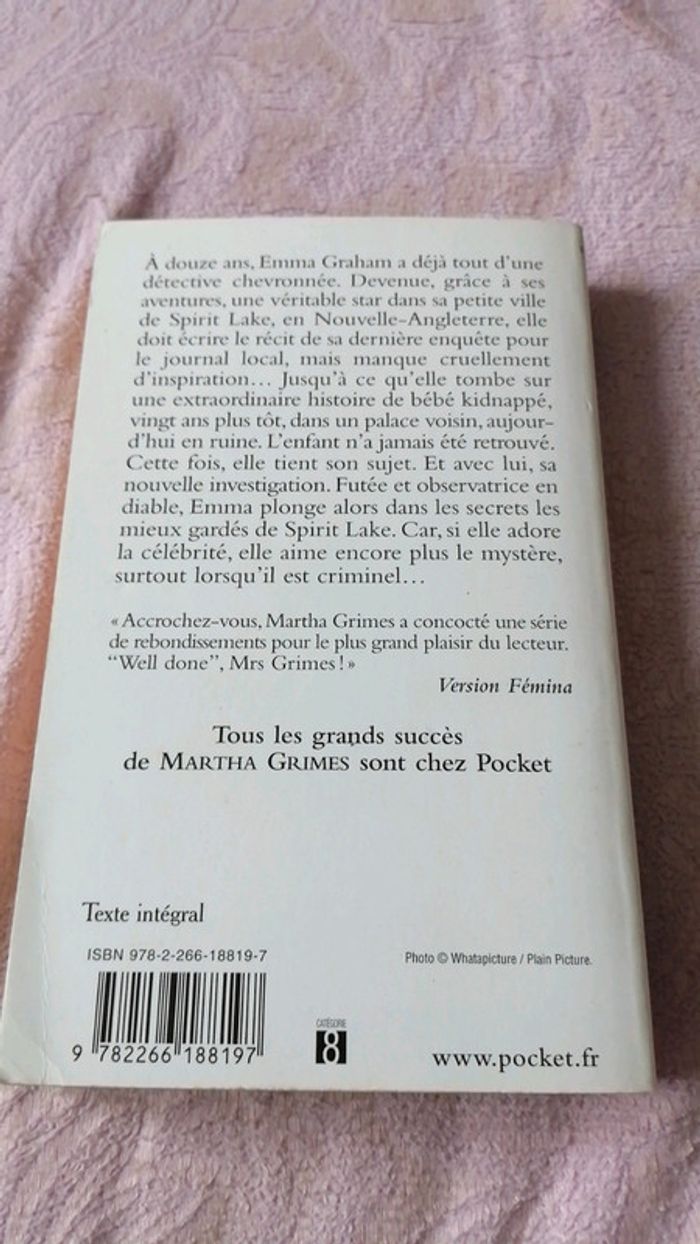 À douze ans, Emma Graham a déjà tout d'une
détective chevronnée. Devenue, grâce à ses
aventures, une véritable star dans sa petite ville
de Spirit Lake, en Nouvelle-Angleterre, elle
doit écrire le récit de sa dernière enquête pour
le journal local, mais manque cruellement
d'inspiration... Jusqu'à ce qu'elle tombe sur
une extraordinaire histoire de bébé kidnappé,
vingt ans plus tôt, dans un palace voisin, aujour-
d'hui en ruine. L'enfant n'a jamais été retrouvé.
Cette fois, elle tient son sujet. Et avec lui, sa
nouvelle investigation. Futée et observatrice en
diable, Emma plonge alors dans les secrets les
mieux gardés de Spirit Lake. Car, si elle adore
la célébrité, elle aime encore plus le mystère,
surtout lorsqu'il est criminel...
« Accrochez-vous, Martha Grimes a concocté une série
de rebondissements pour le plus grand plaisir du lecteur.
“Well done”, Mrs Grimes ! »
Version Fémina
Tous les grands succès
de MARTHA GRIMES sont chez Pocket
Texte intégral
ISBN 978-2-266-18819-7
Photo © Whatapicture / Plain Picture.
9 782266 188197
CATÉGORIE
8
www.pocket.fr